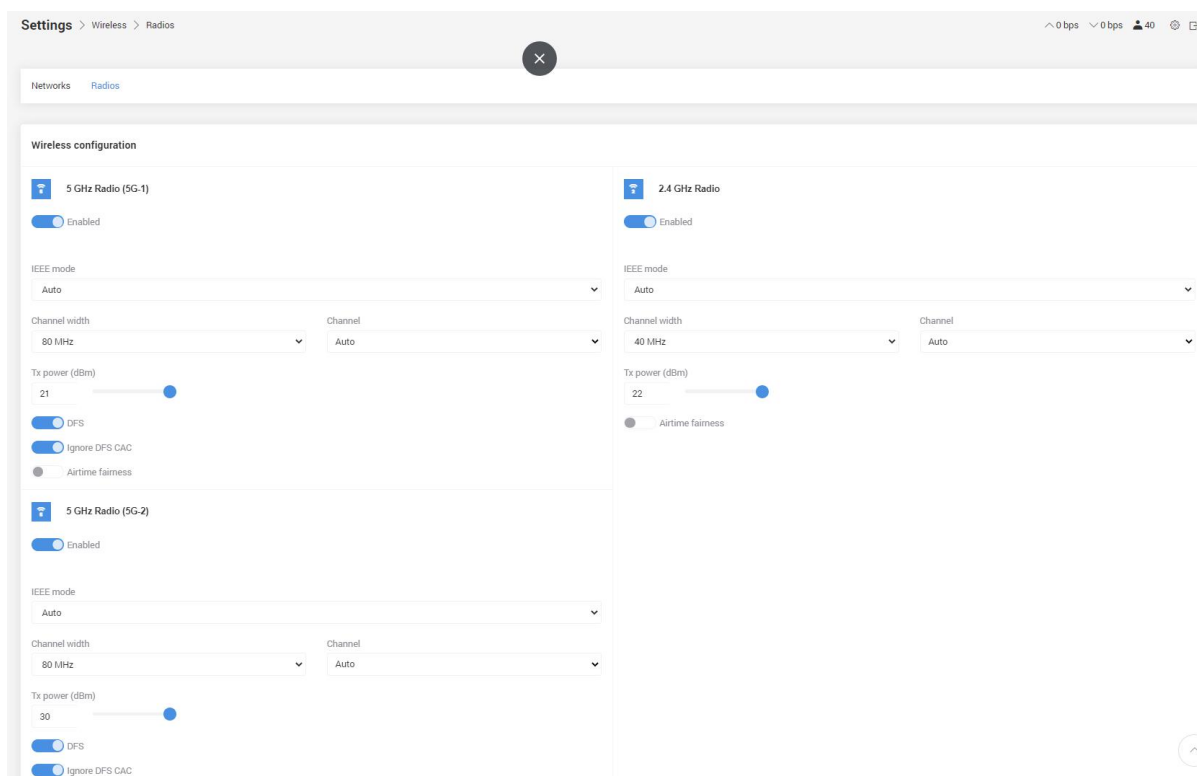 Settings > Wireless > Radios
0 bps 0 bps 40
Networks Radios
Wireless configuration
5 GHz Radio (5G-1)
Enabled
IEEE mode
Auto
Channel width Channel
80 MHz Auto
Tx power (dBm)
21
DFS
Ignore DFS CAC
Airtime fairness
5 GHz Radio (5G-2)
Enabled
IEEE mode
Auto
Channel width Channel
80 MHz Auto
Tx power (dBm)
30
DFS
Ignore DFS CAC
2.4 GHz Radio
Enabled
IEEE mode
Auto
Channel width Channel
40 MHz Auto
Tx power (dBm)
22
Airtime fairness